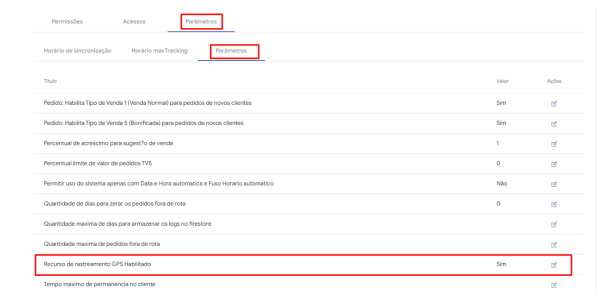 Permissões Acessos Parâmetros
Horário de sincronização Horário maxTracking Parâmetros
Título Valor Ações
Pedido: Habilita Tipo de Venda 1 (Venda Normal) para pedidos de novos clientes Sim
Pedido: Habilita Tipo de Venda 5 (Bonificada) para pedidos de novos clientes Sim
Percentual de acrescimo para sugest?o de venda 1
Percentual limite de valor de pedidos TV5 0
Permitir uso do sistema apenas com Data e Hora automatica e Fuso Horario automatico Não
Quantidade de dias para zerar os pedidos fora de rota 0
Quantidade maxima de dias para armazenar os logs no firestore
Quantidade maxima de pedidos fora de rota
Recurso de rastreamento GPS Habilitado Sim
Tempo maximo de permanencia no cliente